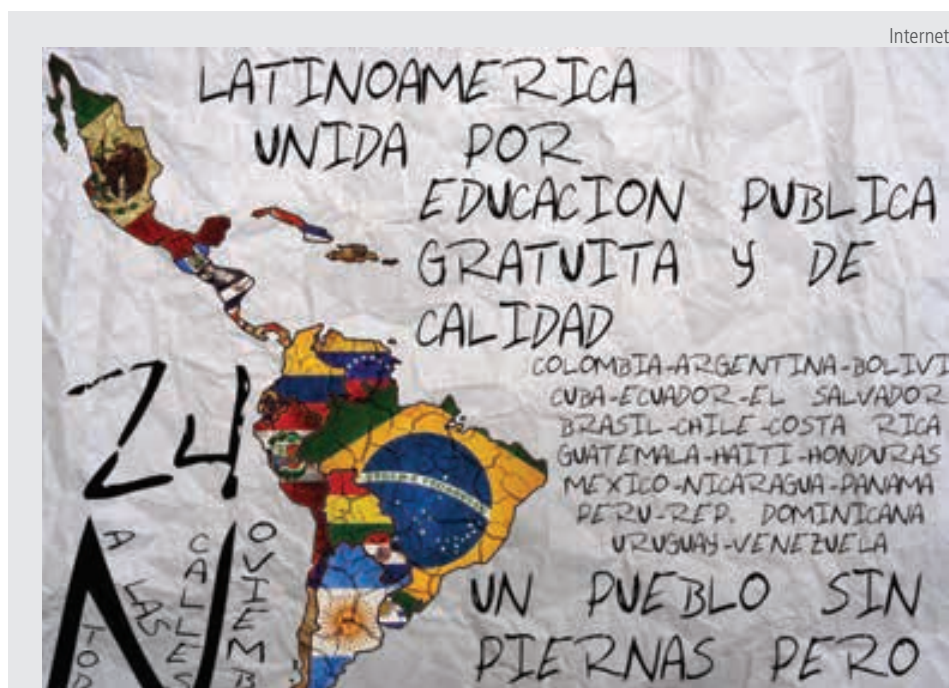 Internet
LATINOAMERICA
UNIDA POR
EDUCACION PUBLICA
GRATUITA Y DE
CALIDAD
COLOMBIA-ARGENTINA-BOLIVI
CUBA-ECUADOR-EL SALVADOR
BRASIL-CHILE-COSTA RICA
GUATEMALA-HAITI-HONDURAS
MEXICO-NICARAGUA-PANAMA
PERU-REP. DOMINICANA
URUGUAY-VENEZUELA
24
N
OVIEMB
A LAS
CALLES
TOD
UN PUEBLO SIN
PIERNAS PERO